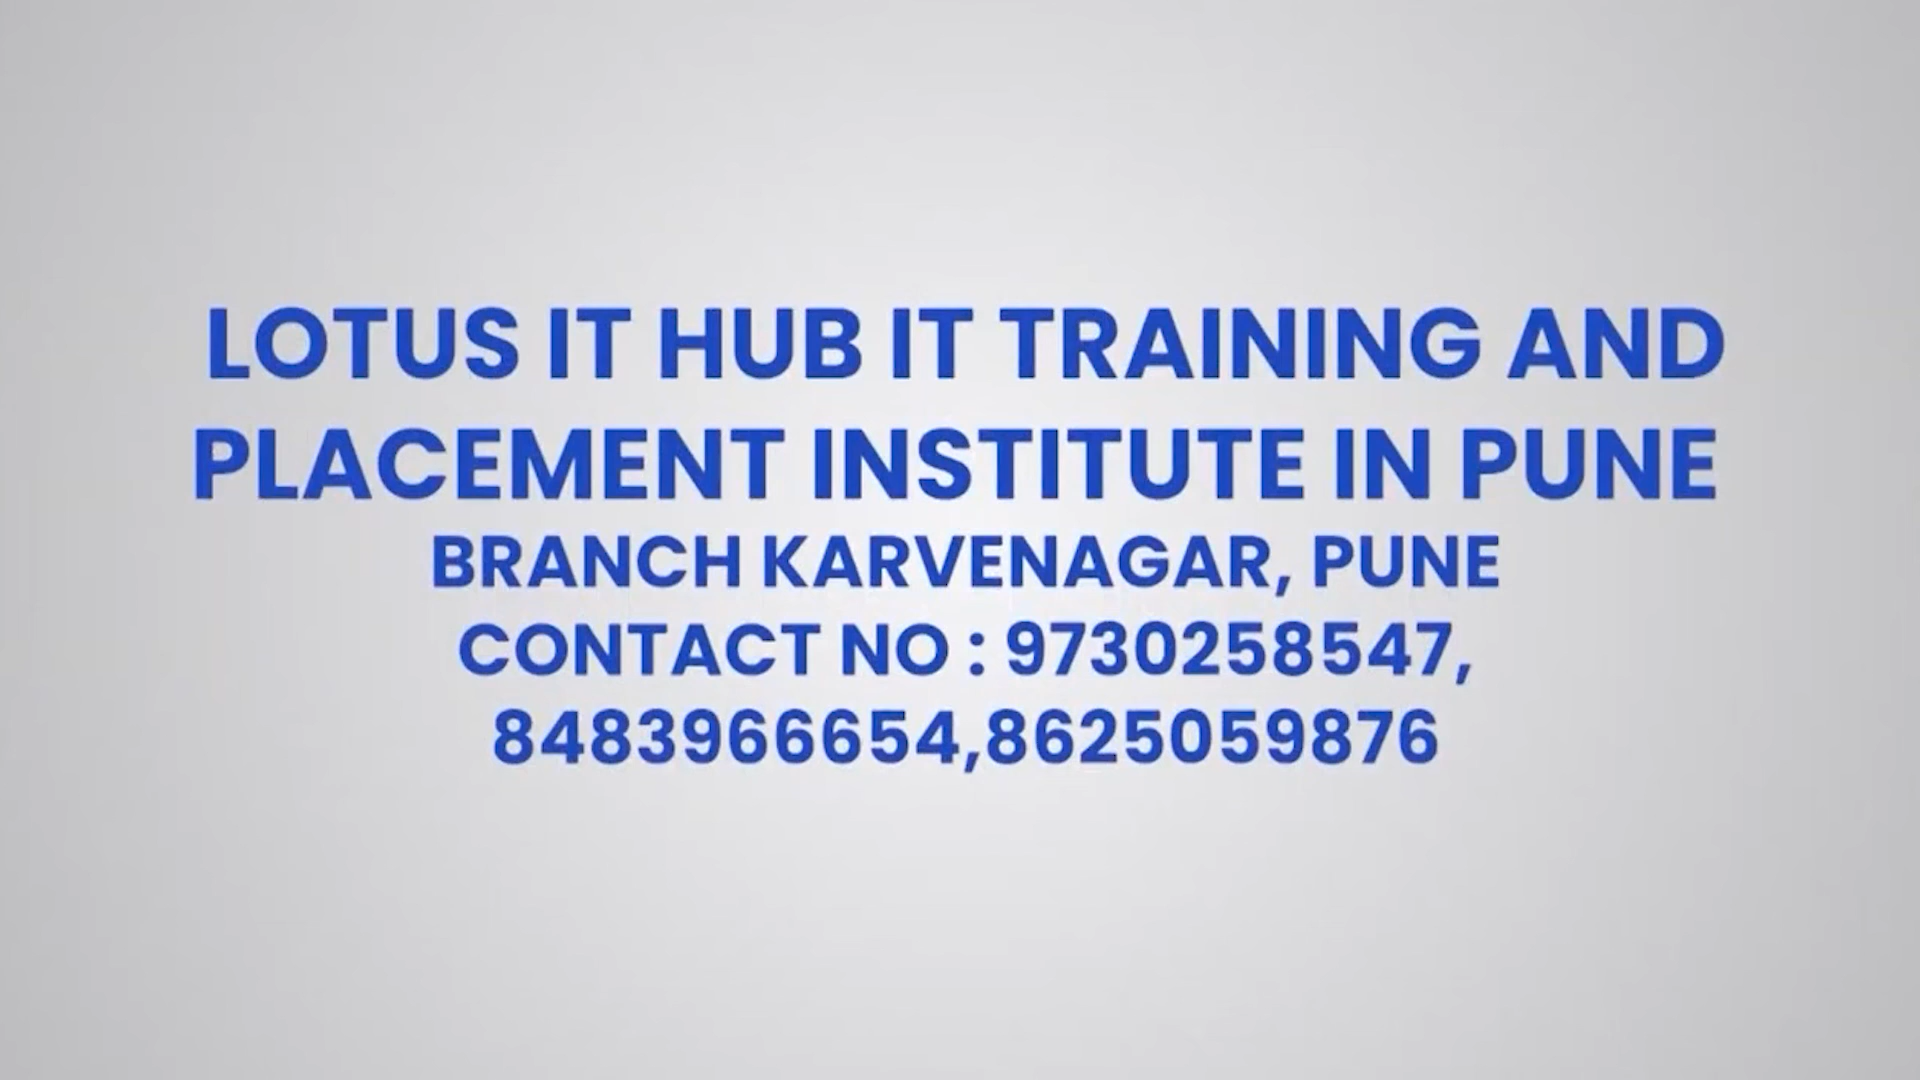 LOTUS IT HUB IT TRAINING AND
PLACEMENT INSTITUTE IN PUNE
BRANCH KARVENAGAR, PUNE
CONTACT NO : 9730258547,
8483966654,8625059876